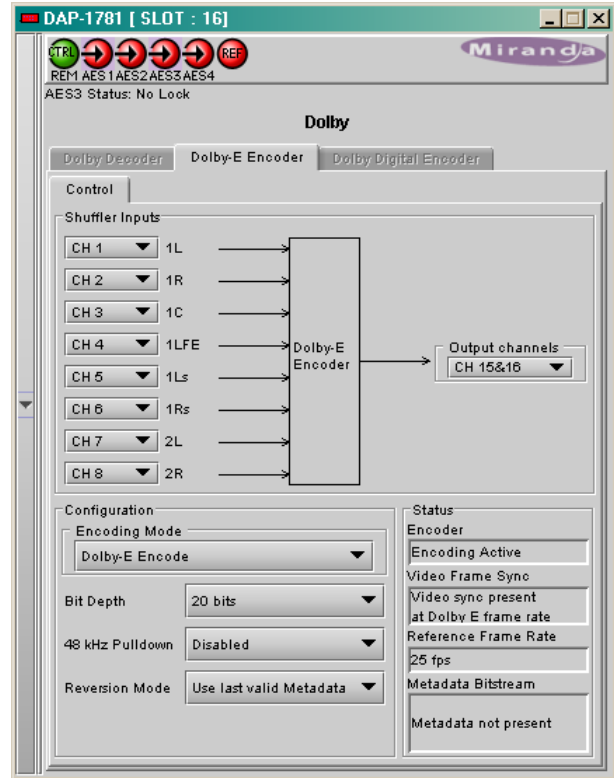 DAP-1781 [ SLOT : 16]
CTRL REF
REM AES1 AES2 AES3 AES4
Miranda
AES3 Status: No Lock
Dolby
Dolby Decoder Dolby-E Encoder Dolby Digital Encoder
Control
Shuffler Inputs
CH 1 1L
CH 2 1R
CH 3 1C
CH 4 1LFE
CH 5 1Ls
CH 6 1Rs
CH 7 2L
CH 8 2R
Dolby-E
Encoder
Output channels
CH 15&16
Configuration
Encoding Mode
Dolby-E Encode
Bit Depth 20 bits
48 kHz Pulldown Disabled
Reversion Mode Use last valid Metadata
Status
Encoder
Encoding Active
Video Frame Sync
Video sync present
at Dolby E frame rate
Reference Frame Rate
25 fps
Metadata Bitstream
Metadata not present